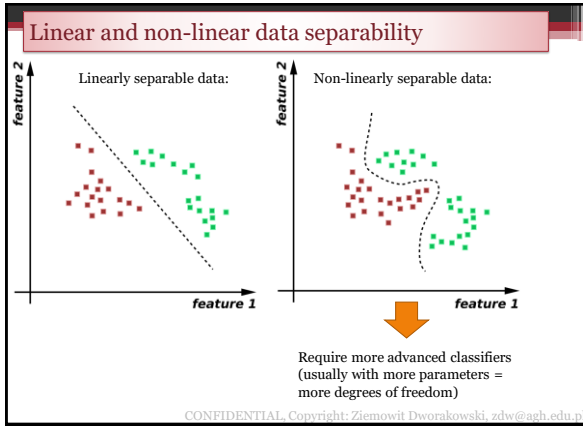 Linear and non-linear data separability
Linearly separable data:
feature 2
feature 1
Non-linearly separable data:
feature 2
feature 1
Require more advanced classifiers
(usually with more parameters =
more degrees of freedom)
CONFIDENTIAL, Copyright: Ziemowit Dworakowski, zdw@agh.edu.pl